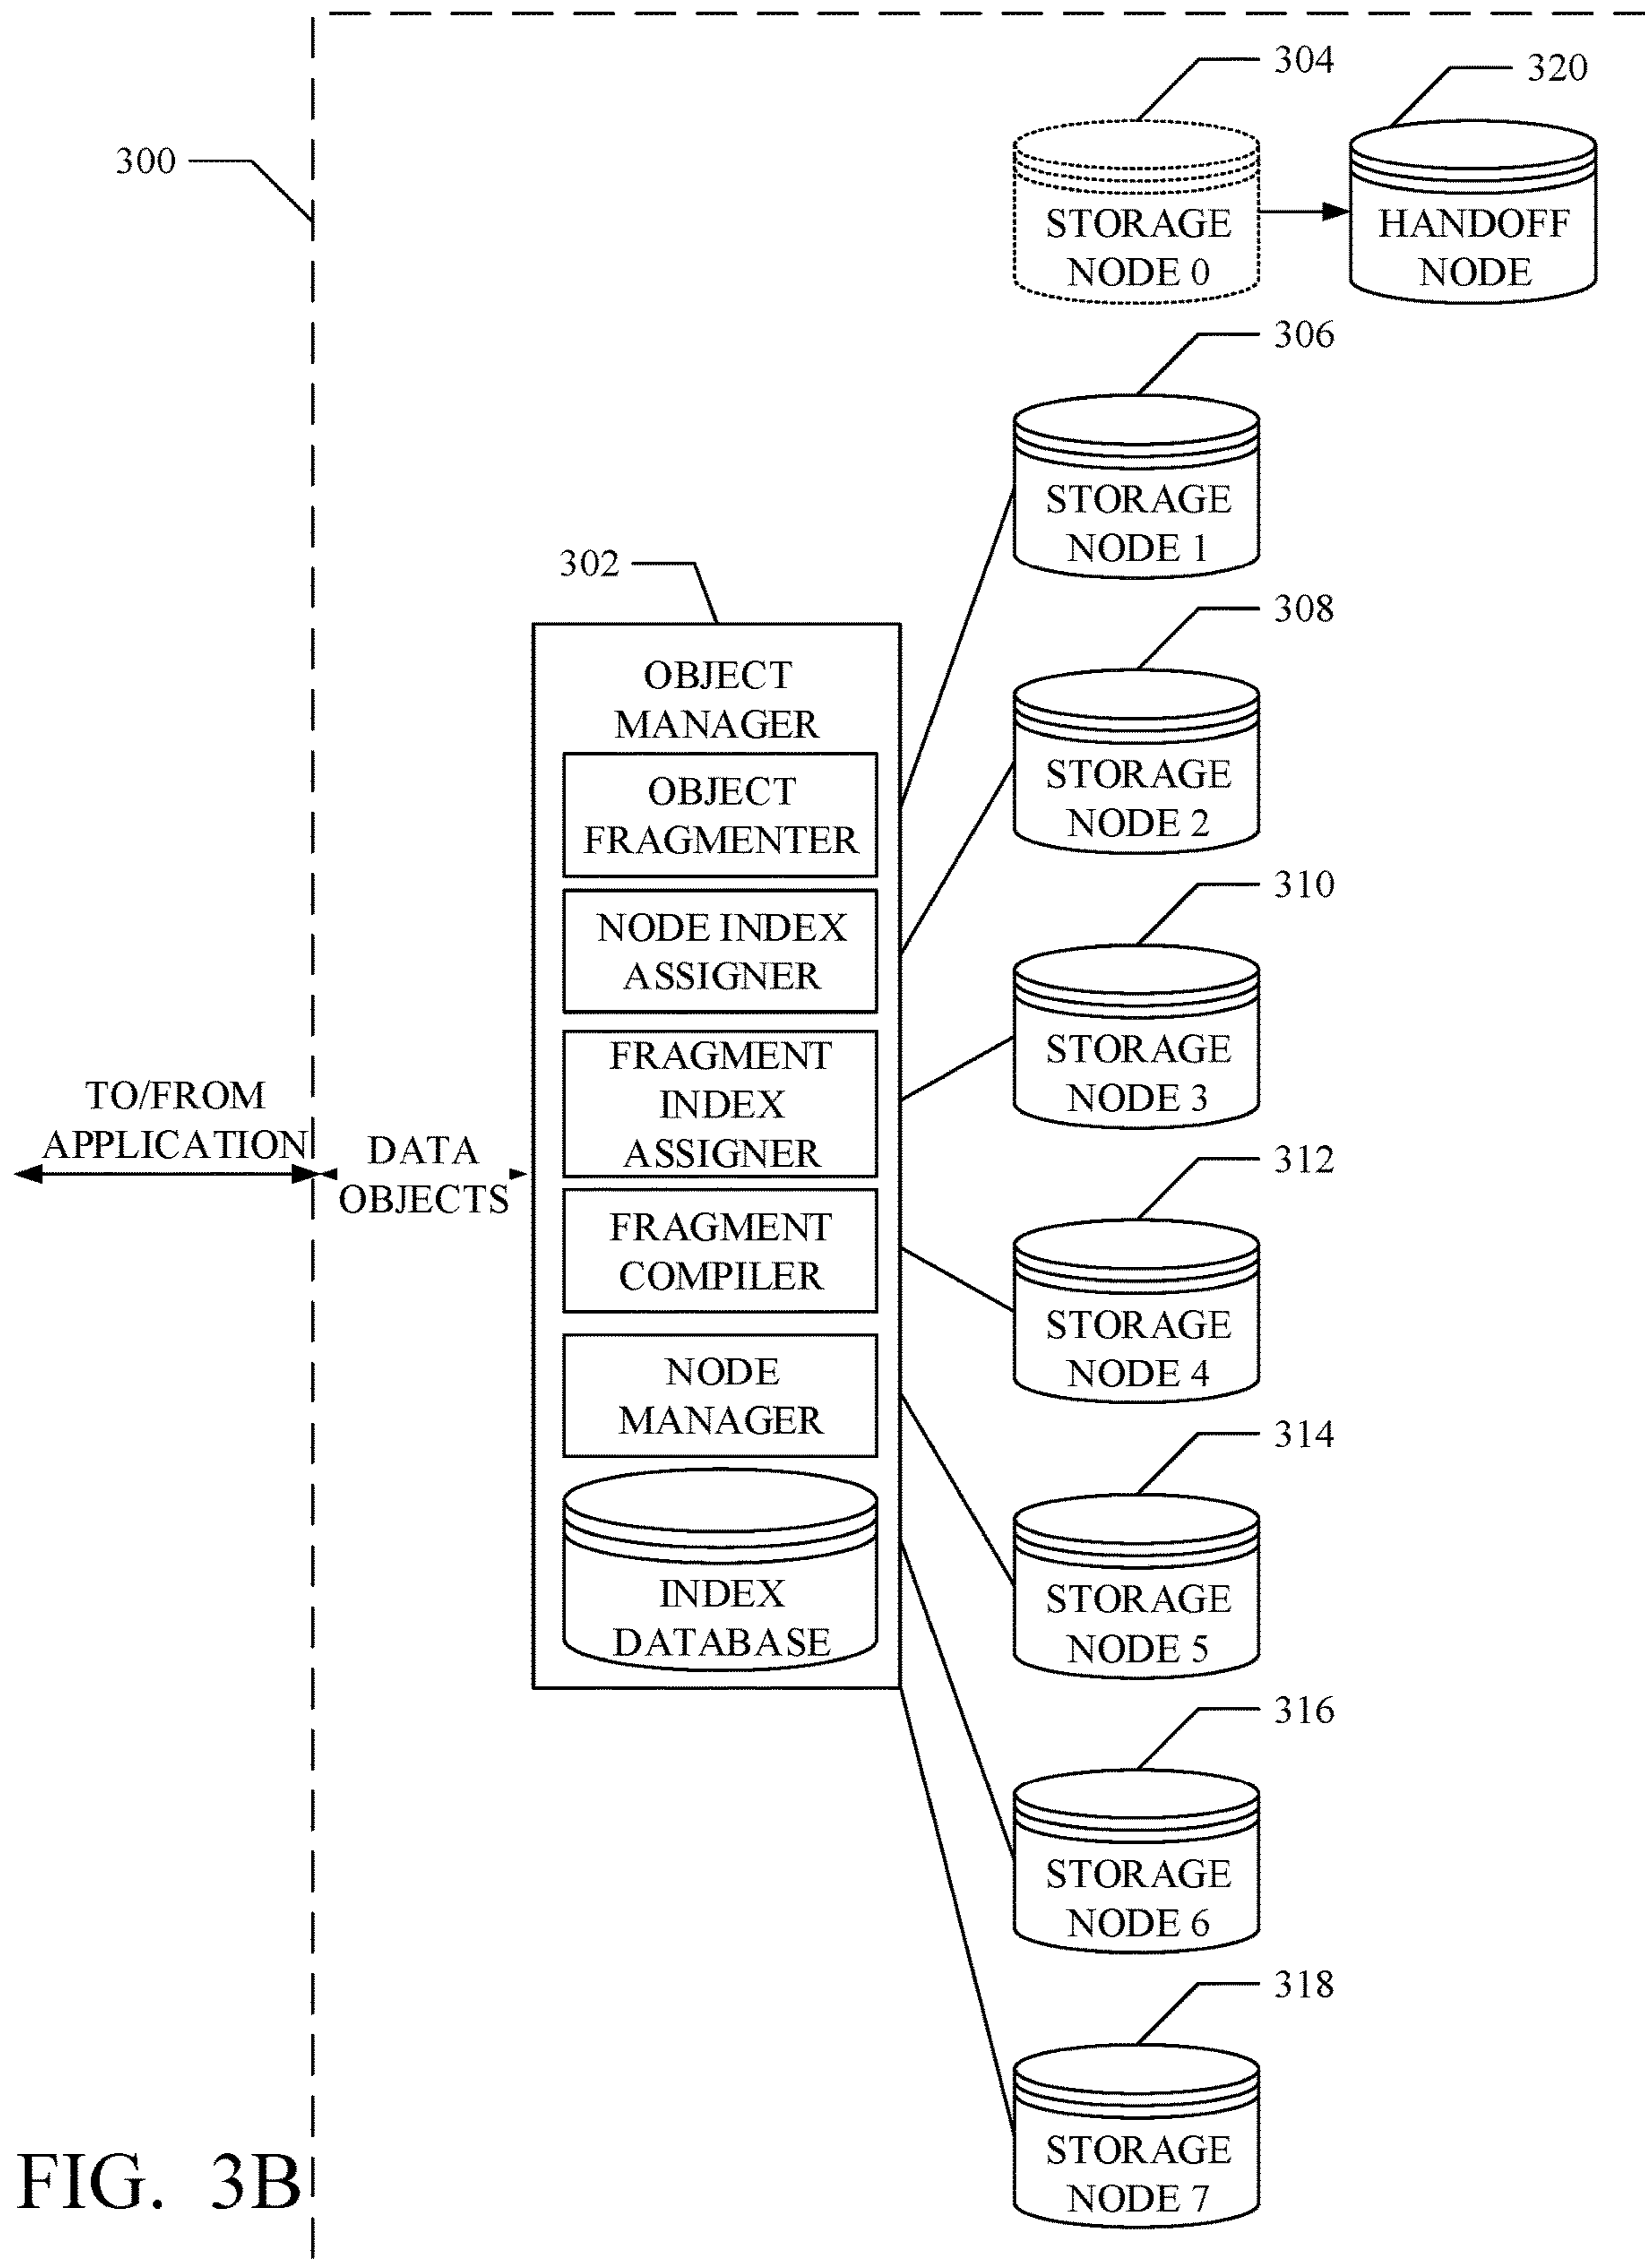 304
320
300
STORAGE
NODE 0
HANDOFF
NODE
306
STORAGE
NODE 1
302
308
OBJECT
MANAGER
STORAGE
NODE 2
OBJECT
FRAGMENTER
310
NODE INDEX
ASSIGNER
STORAGE
NODE 3
FRAGMENT
INDEX
ASSIGNER
TO/FROM
APPLICATION
DATA
OBJECTS
312
FRAGMENT
COMPILER
STORAGE
NODE 4
NODE
MANAGER
314
INDEX
DATABASE
STORAGE
NODE 5
316
STORAGE
NODE 6
318
STORAGE
NODE 7
FIG. 3B